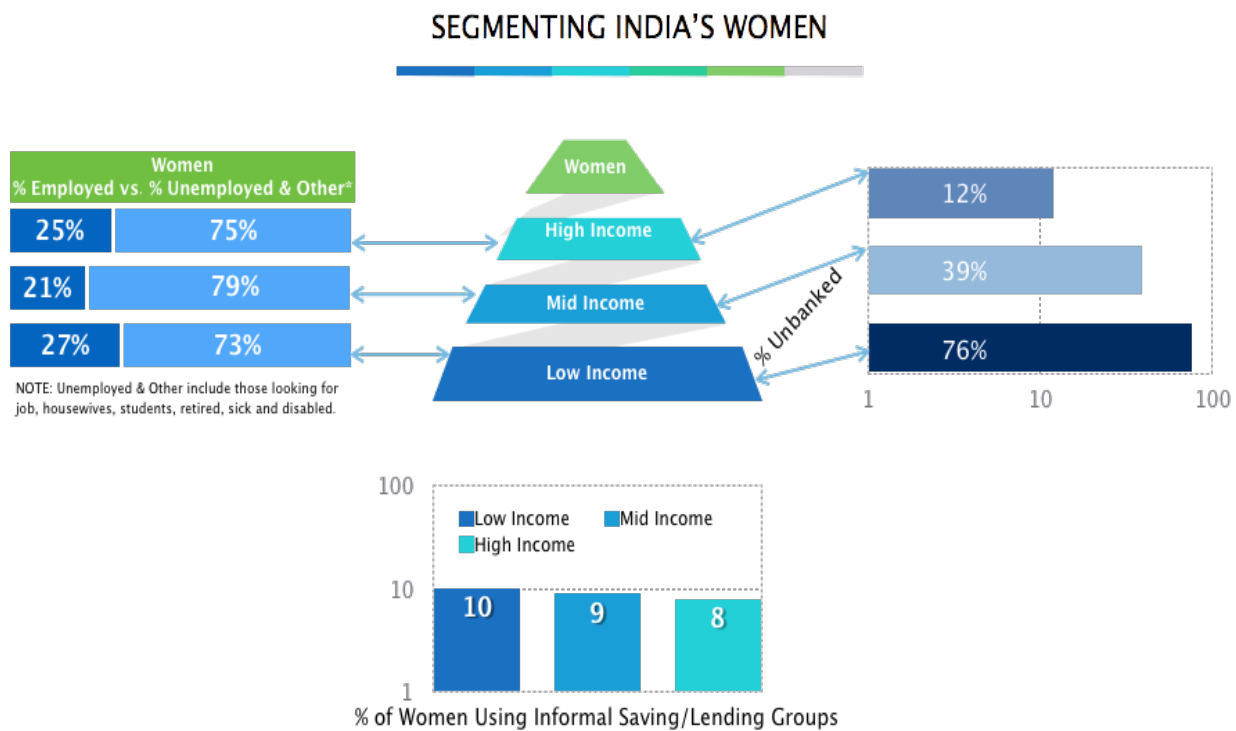 SEGMENTING INDIA'S WOMEN
Women
% Employed vs. % Unemployed & Other*
25% 75%
21% 79%
27% 73%
NOTE: Unemployed & Other include those looking for
job, housewives, students, retired, sick and disabled.
Women
High Income
Mid Income
Low Income
% Unbanked
12%
39%
76%
1 10 100
100
10
1
Low Income Mid Income
High Income
10 9 8
% of Women Using Informal Saving/Lending Groups